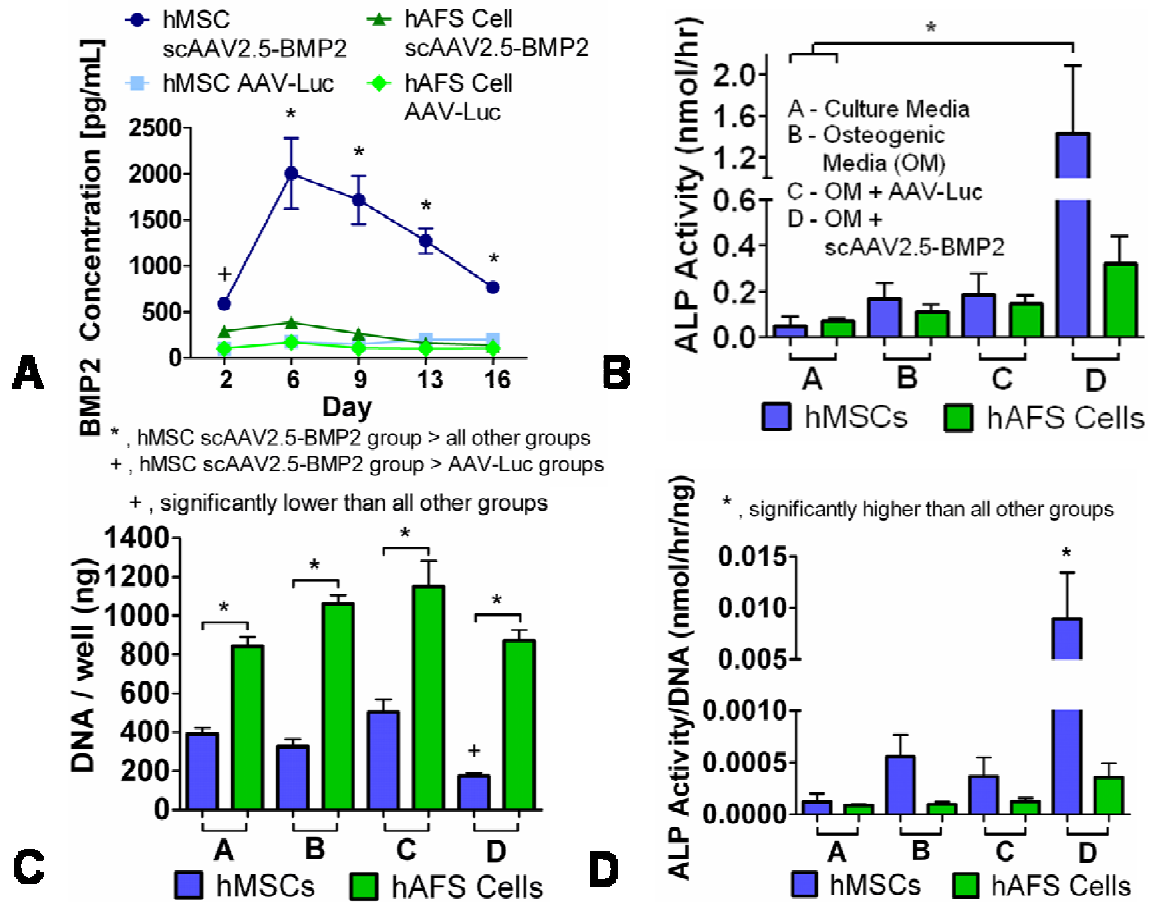 hMSC
scAAV2.5-BMP2
hAFS Cell
scAAV2.5-BMP2
hMSC AAV-Luc
hAFS Cell
AAV-Luc
BMP2 Concentration [pg/mL]
2500
2000
1500
1000
500
0
+
*
*
*
*
2 6 9 13 16
Day
A
* , hMSC scAAV2.5-BMP2 group > all other groups
+ , hMSC scAAV2.5-BMP2 group > AAV-Luc groups
ALP Activity (nmol/hr)
2.0
1.6
1.2
0.6
0.4
0.2
0.0
*
A - Culture Media
B - Osteogenic
Media (OM)
C - OM + AAV-Luc
D - OM +
scAAV2.5-BMP2
A B C D
hMSCs hAFS Cells
B
+ , significantly lower than all other groups
DNA / well (ng)
1400
1200
1000
800
600
400
200
0
*
*
*
+
*
A B C D
hMSCs hAFS Cells
C
* , significantly higher than all other groups
ALP Activity/DNA (nmol/hr/ng)
0.015
0.010
0.005
0.0010
0.0005
0.0000
*
A B C D
hMSCs hAFS Cells
D